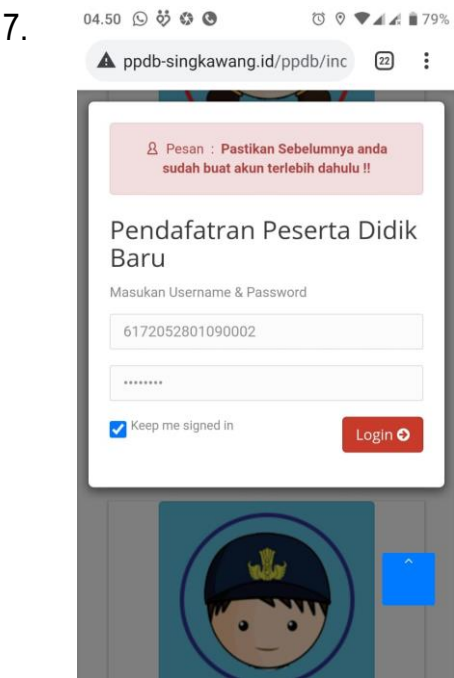 7.
04.50
79%
ppdb-singkawang.id/ppdb/inc
22
Pesan : Pastikan Sebelumnya anda
sudah buat akun terlebih dahulu !!
Pendafatran Peserta Didik
Baru
Masukan Username & Password
6172052801090002
••••••••
Keep me signed in
Login